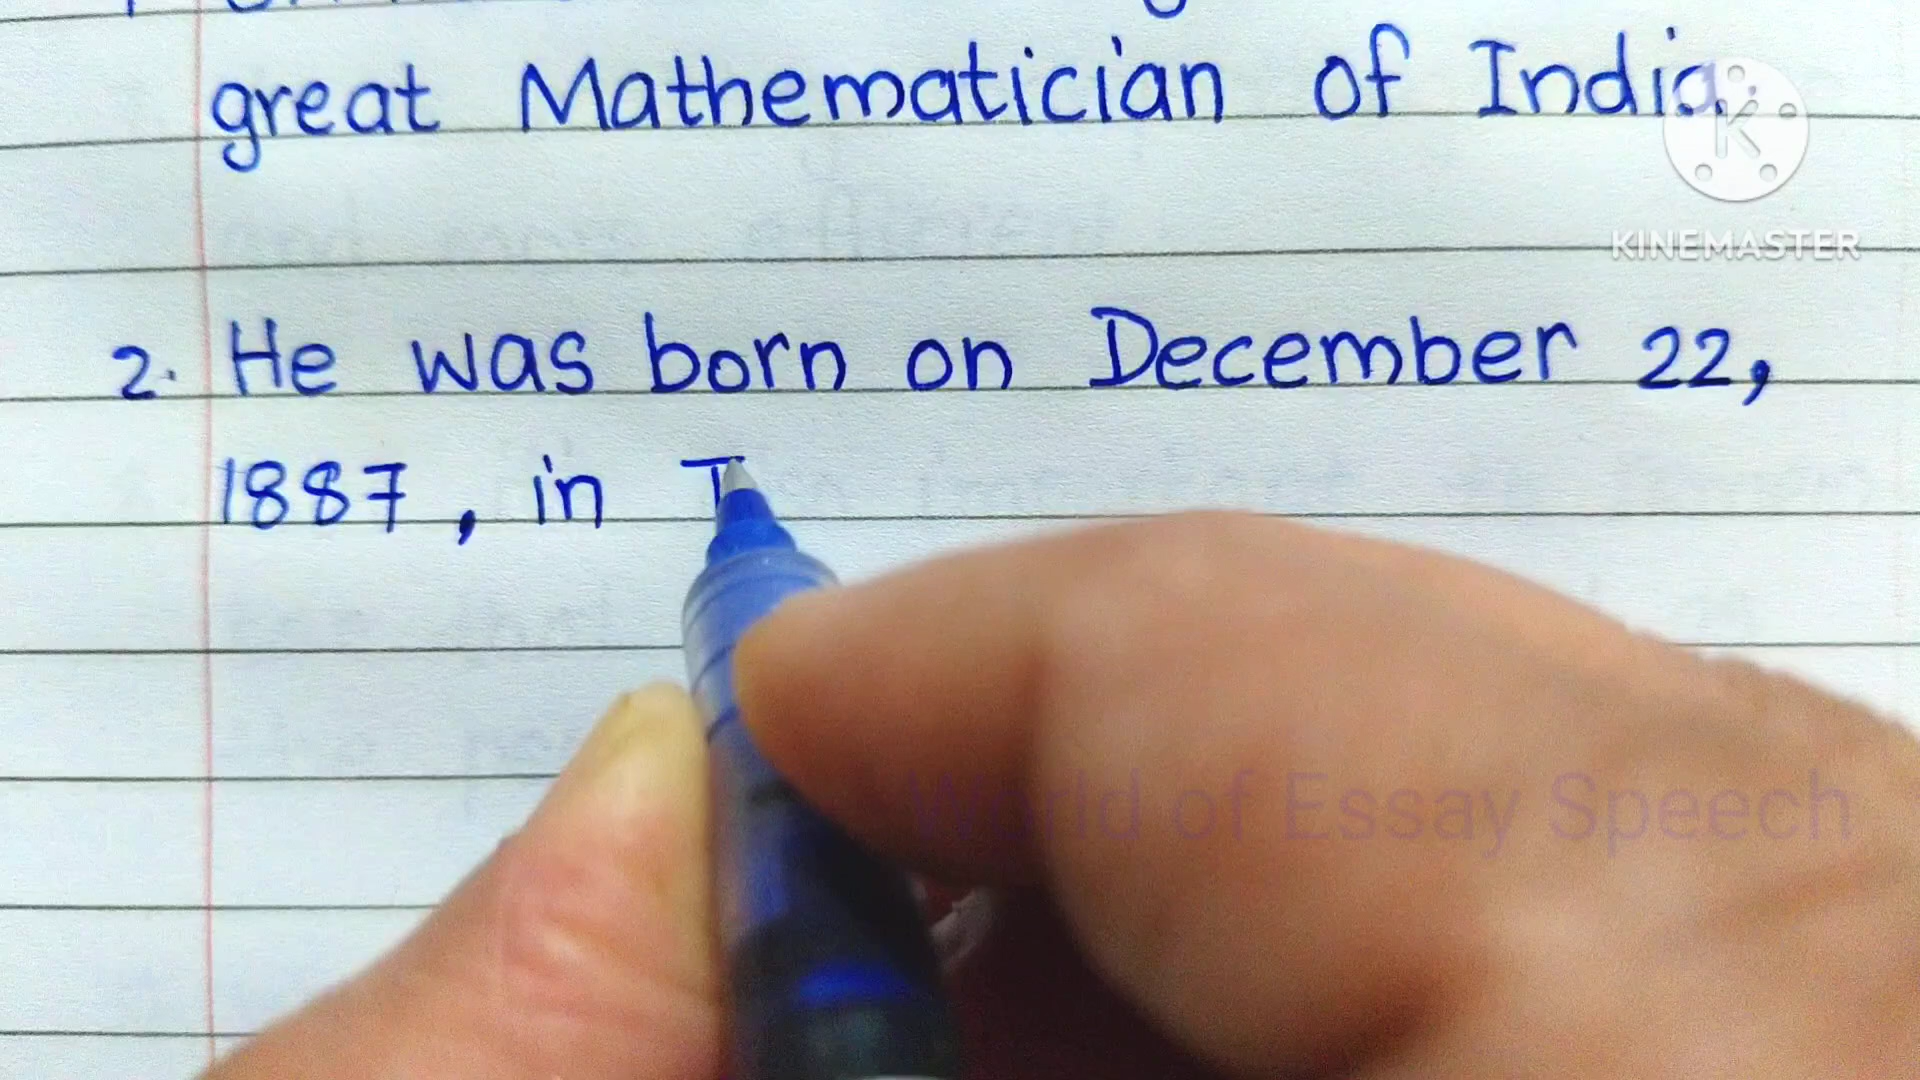 great Mathematician of India.
KINEMASTER
2. He was born on December 22,
1887, in T
World of Essay Speech